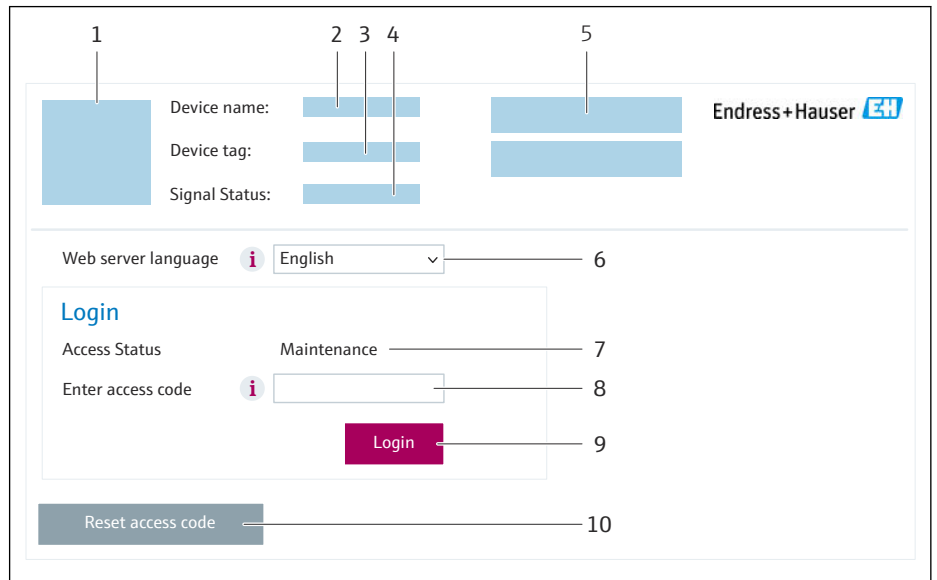 1 2 3 4 5
Device name:
Endress+Hauser EH
Device tag:
Signal Status:
Web server language i English 6
Login
Access Status Maintenance 7
Enter access code i 8
Login 9
Reset access code 10